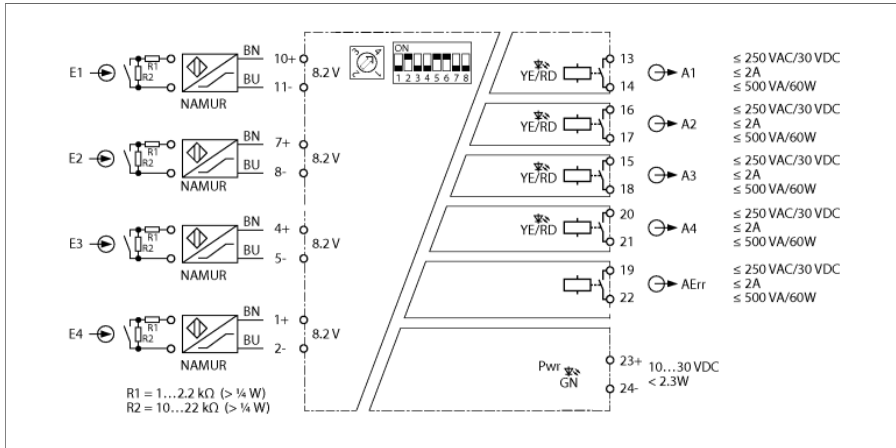 E1
R1
R2
NAMUR
BN
10+
BU
11-
8.2 V
ON
1 2 3 4 5 6 7 8
YE/RD
13
14
A1
≤ 250 VAC/30 VDC
≤ 2A
≤ 500 VA/60W
E2
R1
R2
NAMUR
BN
7+
BU
8-
8.2 V
YE/RD
16
17
A2
≤ 250 VAC/30 VDC
≤ 2A
≤ 500 VA/60W
E3
R1
R2
NAMUR
BN
4+
BU
5-
8.2 V
YE/RD
15
18
A3
≤ 250 VAC/30 VDC
≤ 2A
≤ 500 VA/60W
E4
R1
R2
NAMUR
BN
1+
BU
2-
8.2 V
YE/RD
20
21
A4
≤ 250 VAC/30 VDC
≤ 2A
≤ 500 VA/60W
19
22
AErr
≤ 250 VAC/30 VDC
≤ 2A
≤ 500 VA/60W
Pwr
GN
23+
24-
10...30 VDC
< 2.3W
R1 = 1...2.2 kΩ (> ¼ W)
R2 = 10...22 kΩ (> ¼ W)